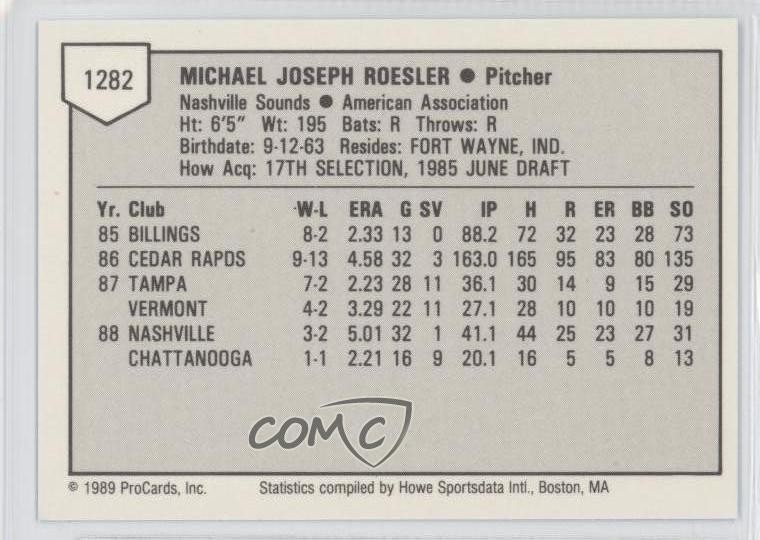 1282
MICHAEL JOSEPH ROESLER ● Pitcher
Nashville Sounds ● American Association
Ht: 6'5" Wt: 195 Bats: R Throws: R
Birthdate: 9-12-63 Resides: FORT WAYNE, IND.
How Acq: 17TH SELECTION, 1985 JUNE DRAFT
Yr. Club W-L ERA G SV IP H R ER BB SO
85 BILLINGS 8-2 2.33 13 0 88.2 72 32 23 28 73
86 CEDAR RAPDS 9-13 4.58 32 3 163.0 165 95 83 80 135
87 TAMPA 7-2 2.23 28 11 36.1 30 14 9 15 29
VERMONT 4-2 3.29 22 11 27.1 28 10 10 10 19
88 NASHVILLE 3-2 5.01 32 1 41.1 44 25 23 27 31
CHATTANOOGA 1-1 2.21 16 9 20.1 16 5 5 8 13
COMC
© 1989 ProCards, Inc. Statistics compiled by Howe Sportsdata Intl., Boston, MA